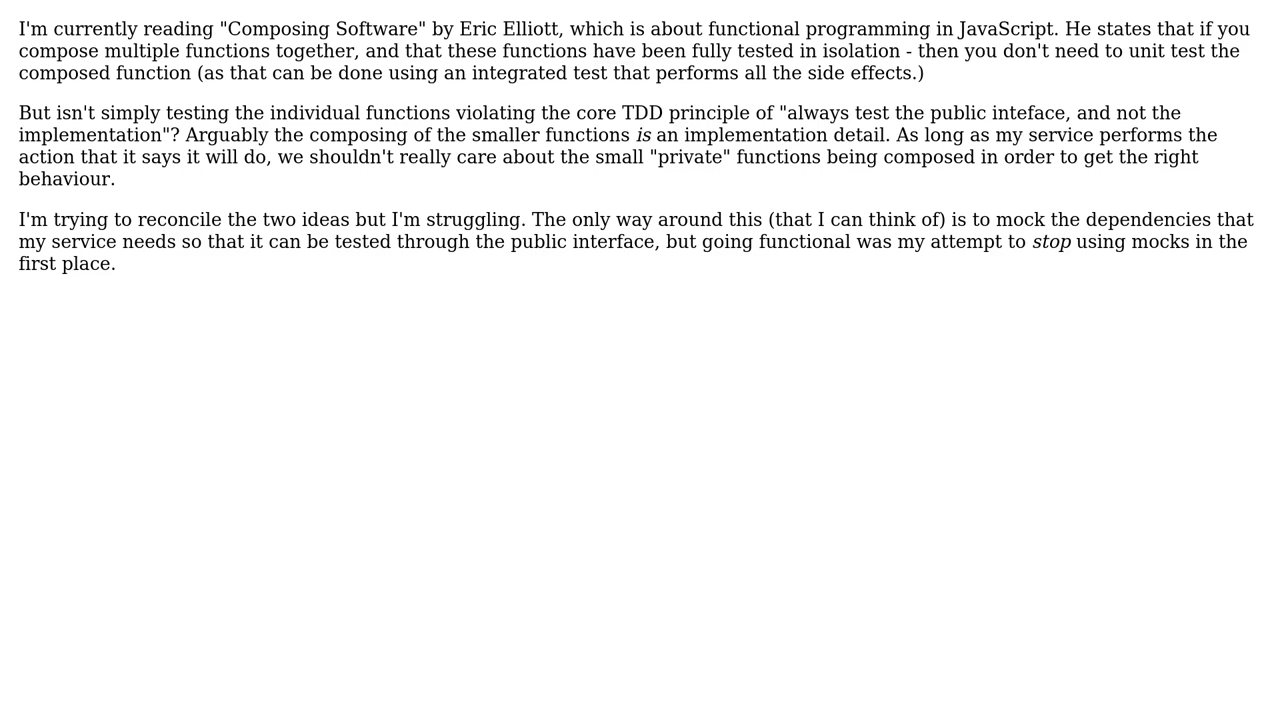 I'm currently reading "Composing Software" by Eric Elliott, which is about functional programming in JavaScript. He states that if you
compose multiple functions together, and that these functions have been fully tested in isolation - then you don't need to unit test the
composed function (as that can be done using an integrated test that performs all the side effects.)
But isn't simply testing the individual functions violating the core TDD principle of "always test the public inteface, and not the
implementation"? Arguably the composing of the smaller functions is an implementation detail. As long as my service performs the
action that it says it will do, we shouldn't really care about the small "private" functions being composed in order to get the right
behaviour.
I'm trying to reconcile the two ideas but I'm struggling. The only way around this (that I can think of) is to mock the dependencies that
my service needs so that it can be tested through the public interface, but going functional was my attempt to stop using mocks in the
first place.